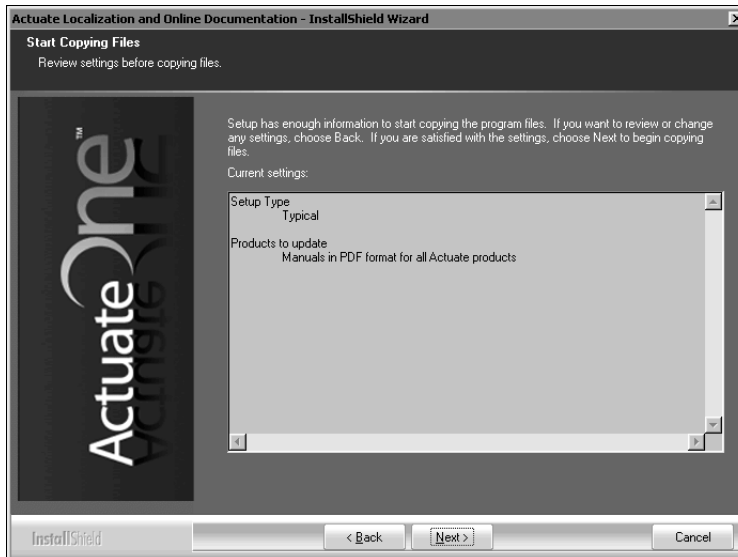 Actuate Localization and Online Documentation - InstallShield Wizard
Start Copying Files
Review settings before copying files.
ActuateOne™
Setup has enough information to start copying the program files. If you want to review or change
any settings, choose Back. If you are satisfied with the settings, choose Next to begin copying
files.
Current settings:
Setup Type
Typical
Products to update
Manuals in PDF format for all Actuate products
InstallShield
< Back
Next >
Cancel